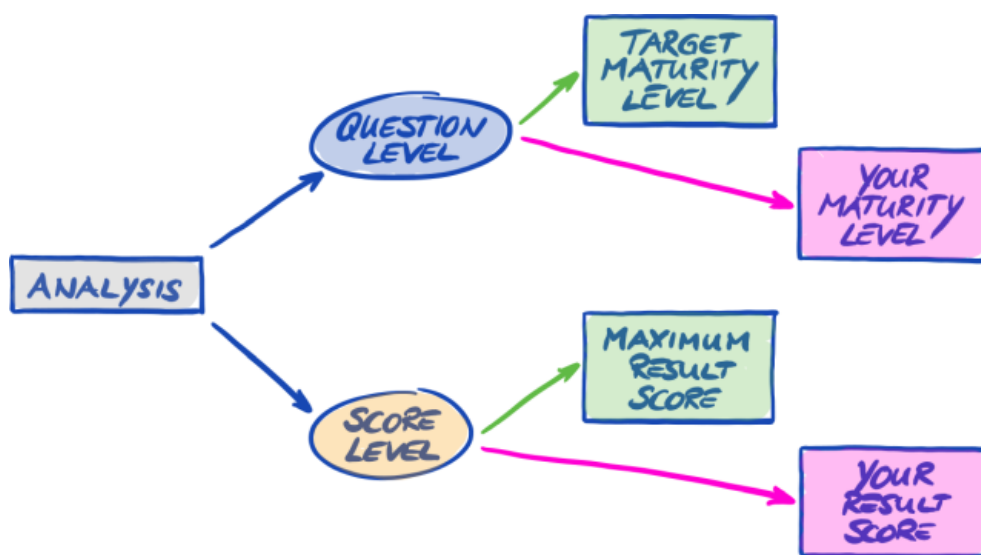 TARGET
MATURITY
LEVEL
QUESTION
LEVEL
YOUR
MATURITY
LEVEL
ANALYSIS
MAXIMUM
RESULT
SCORE
SCORE
LEVEL
YOUR
RESULT
SCORE